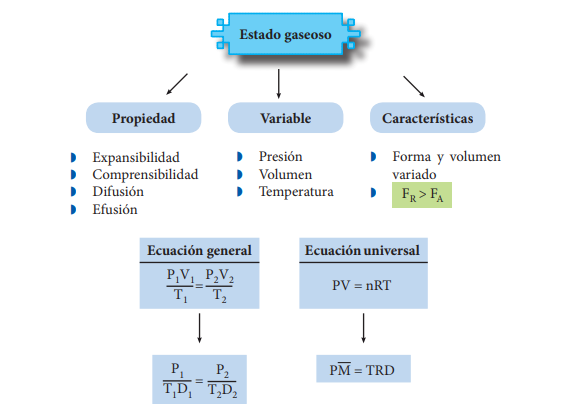 Estado gaseoso
Propiedad
Expansibilidad
Comprensibilidad
Difusión
Efusión
Variable
Presión
Volumen
Temperatura
Características
Forma y volumen
variado
F_R > F_A
Ecuación general
P₁V₁/T₁ = P₂V₂/T₂
P₁/T₁D₁ = P₂/T₂D₂
Ecuación universal
PV = nRT
PM̅ = TRD